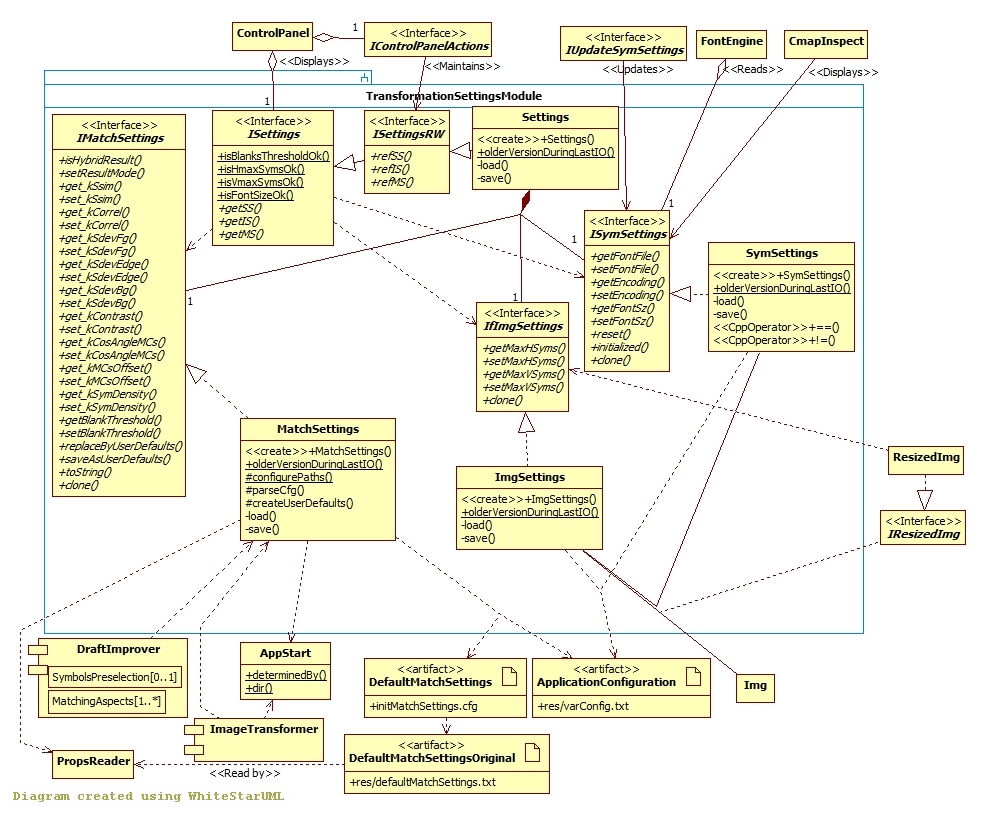 ControlPanel
1
<<Interface>>
IControlPanelActions
<<Interface>>
IUpdateSymSettings
FontEngine
CmapInspect
<<Displays>>
<<Maintains>>
<<Updates>>
<<Reads>>
<<Displays>>
TransformationSettingsModule
1
<<Interface>>
IMatchSettings
+isHybridResult()
+setResultMode()
+get_kSsim()
+set_kSsim()
+get_kCorrel()
+set_kCorrel()
+get_kSdevFg()
+set_kSdevFg()
+get_kSdevEdge()
+set_kSdevEdge()
+get_kSdevBg()
+set_kSdevBg()
+get_kContrast()
+set_kContrast()
+get_kCosAngleMCs()
+set_kCosAngleMCs()
+get_kMCsOffset()
+set_kMCsOffset()
+get_kSymDensity()
+set_kSymDensity()
+getBlankThreshold()
+setBlankThreshold()
+replaceByUserDefaults()
+saveAsUserDefaults()
+toString()
+clone()
<<Interface>>
ISettings
+isBlanksThresholdOk()
+isHmaxSymsOk()
+isVmaxSymsOk()
+isFontSizeOk()
+getSS()
+getIS()
+getMS()
<<Interface>>
ISettingsRW
+refSS()
+refIS()
+refMS()
Settings
<<create>>+Settings()
+olderVersionDuringLastIO()
-load()
-save()
1
1
1
1
<<Interface>>
ISymSettings
+getFontFile()
+setFontFile()
+getEncoding()
+setEncoding()
+getFontSz()
+setFontSz()
+reset()
+initialized()
+clone()
SymSettings
<<create>>+SymSettings()
+olderVersionDuringLastIO()
-load()
-save()
<<CppOperator>>+==()
<<CppOperator>>+!=()
<<Interface>>
IfImgSettings
+getMaxHSyms()
+setMaxHSyms()
+getMaxVSyms()
+setMaxVSyms()
+clone()
MatchSettings
<<create>>+MatchSettings()
+olderVersionDuringLastIO()
#configurePaths()
#parseCfg()
#createUserDefaults()
-load()
-save()
ImgSettings
<<create>>+ImgSettings()
+olderVersionDuringLastIO()
-load()
-save()
ResizedImg
<<Interface>>
IResizedImg
DraftImprover
SymbolsPreselection[0..1]
MatchingAspects[1..*]
AppStart
+determinedBy()
+dir()
<<artifact>>
DefaultMatchSettings
+initMatchSettings.cfg
<<artifact>>
ApplicationConfiguration
+res/varConfig.txt
Img
ImageTransformer
PropsReader
<<Read by>>
<<artifact>>
DefaultMatchSettingsOriginal
+res/defaultMatchSettings.txt
Diagram created using WhiteStarUML